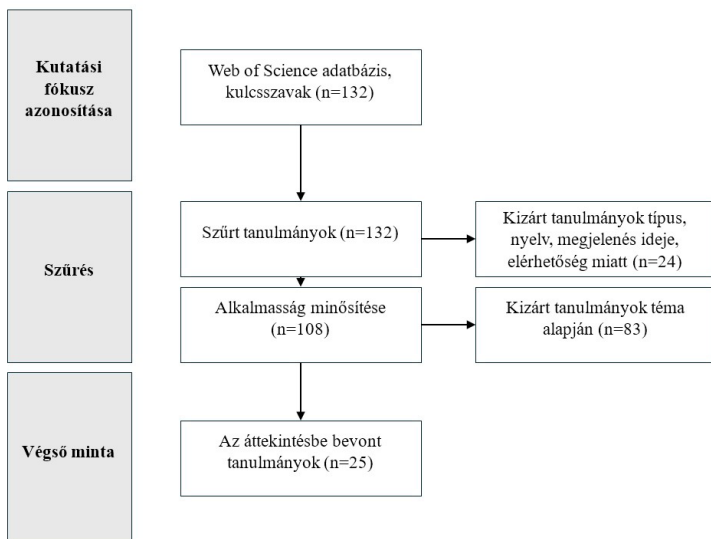 Kutatási
fókusz
azonosítása
Web of Science adatbázis,
kulcsszavak (n=132)
Szűrés
Szűrt tanulmányok (n=132)
Kizárt tanulmányok típus,
nyelv, megjelenés ideje,
elérhetőség miatt (n=24)
Alkalmasság minősítése
(n=108)
Kizárt tanulmányok téma
alapján (n=83)
Végső minta
Az áttekintésbe bevont
tanulmányok (n=25)